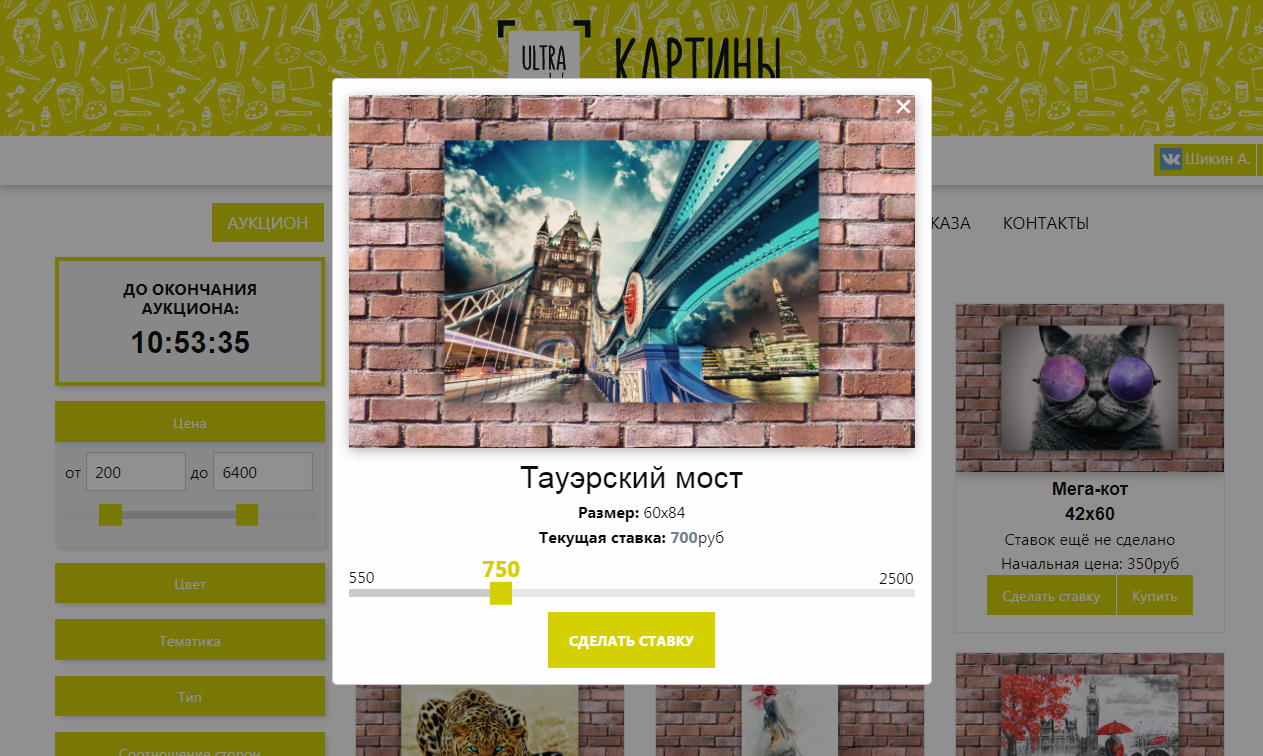 ULTRA
КАРТИНЫ
Шикин А.
АУКЦИОН
КАЗА
КОНТАКТЫ
ДО ОКОНЧАНИЯ
АУКЦИОНА:
10:53:35
Цена
от 200 до 6400
Цвет
Тематика
Тип
Соотношение сторон
Тауэрский мост
Размер: 60x84
Текущая ставка: 700руб
750
550
2500
СДЕЛАТЬ СТАВКУ
Мега-кот
42x60
Ставок ещё не сделано
Начальная цена: 350руб
Сделать ставку
Купить